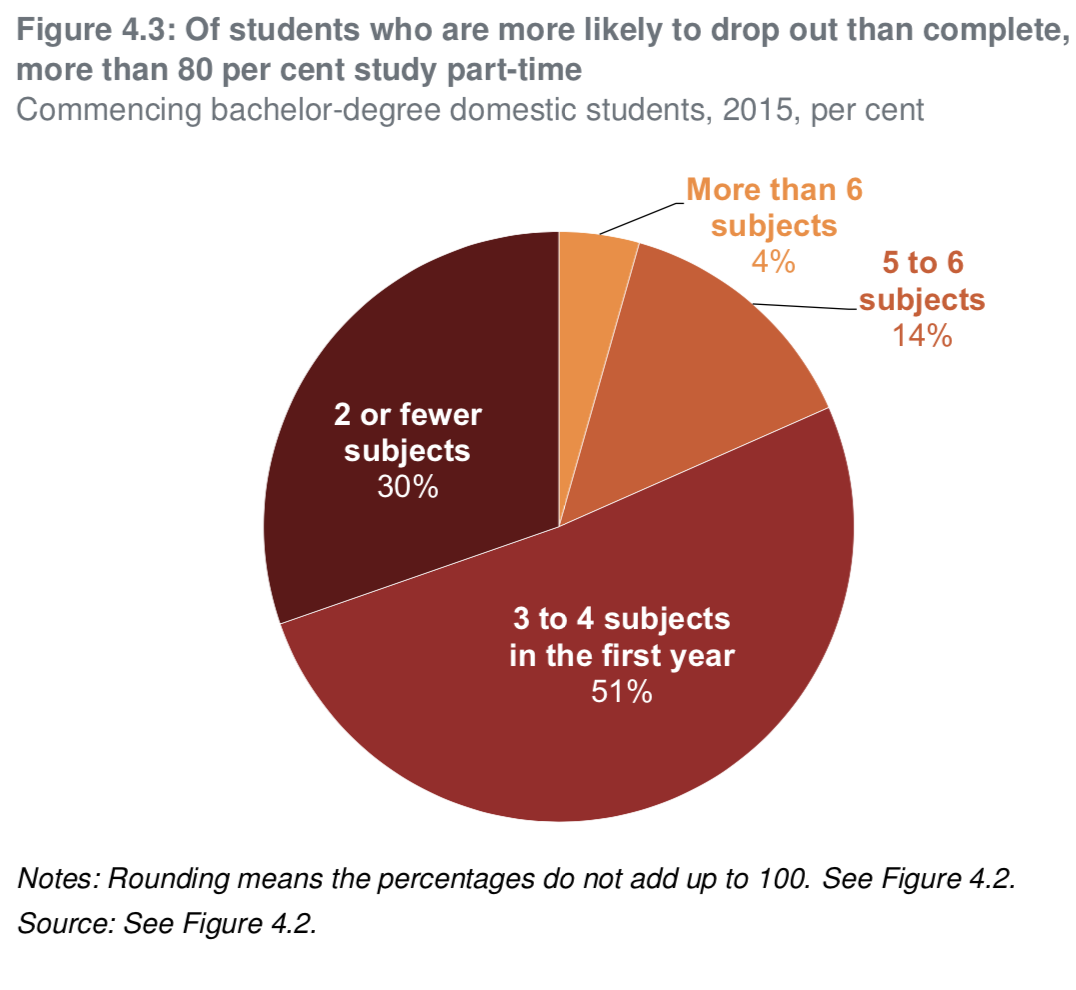 Figure 4.3: Of students who are more likely to drop out than complete,
more than 80 per cent study part-time
Commencing bachelor-degree domestic students, 2015, per cent
More than 6
subjects
4%
5 to 6
subjects
14%
2 or fewer
subjects
30%
3 to 4 subjects
in the first year
51%
Notes: Rounding means the percentages do not add up to 100. See Figure 4.2.
Source: See Figure 4.2.